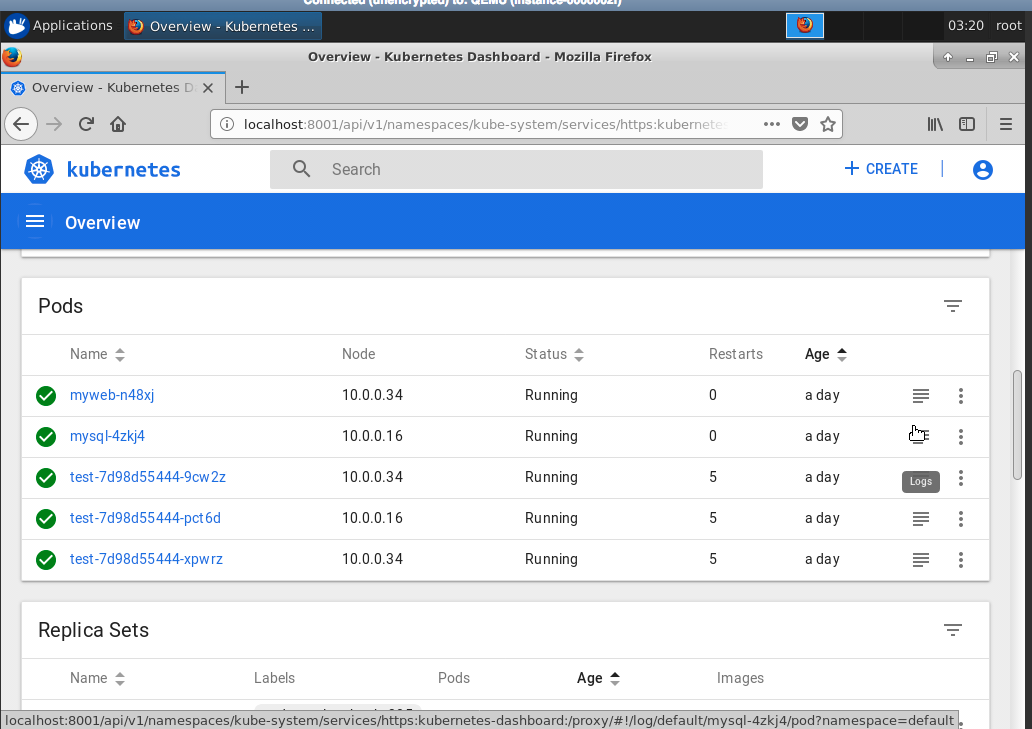 Connected (unencrypted) to: QEMU (instance-0000002f)
Applications
Overview - Kubernetes ...
03:20 root
Overview - Kubernetes Dashboard - Mozilla Firefox
Overview - Kubernetes D
localhost:8001/api/v1/namespaces/kube-system/services/https:kubernete
kubernetes
Search
CREATE
Overview
Pods
Name Node Status Restarts Age
myweb-n48xj 10.0.0.34 Running 0 a day
mysql-4zkj4 10.0.0.16 Running 0 a day
test-7d98d55444-9cw2z 10.0.0.34 Running 5 a day
Logs
test-7d98d55444-pct6d 10.0.0.16 Running 5 a day
test-7d98d55444-xpwrz 10.0.0.34 Running 5 a day
Replica Sets
Name Labels Pods Age Images
localhost:8001/api/v1/namespaces/kube-system/services/https:kubernetes-dashboard:/proxy/#!/log/default/mysql-4zkj4/pod?namespace=default